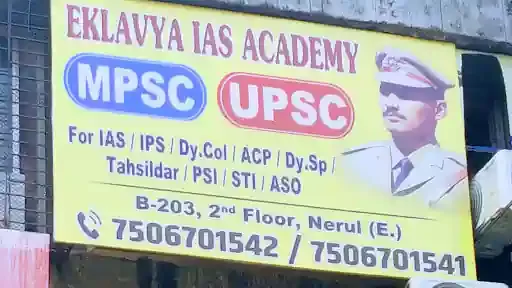 EKLAVYA IAS ACADEMY
MPSC UPSC
For IAS / IPS / Dy.Col / ACP / Dy.Sp /
Tahsildar / PSI / STI / ASO
B-203, 2nd Floor, Nerul (E.)
7506701542 / 7506701541